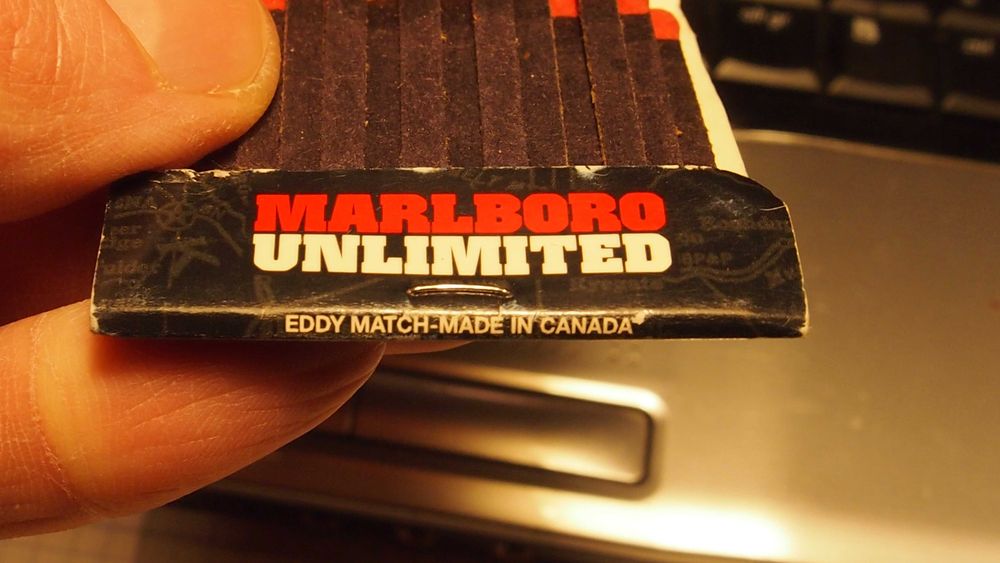 MARLBORO
UNLIMITED
EDDY MATCH-MADE IN CANADA